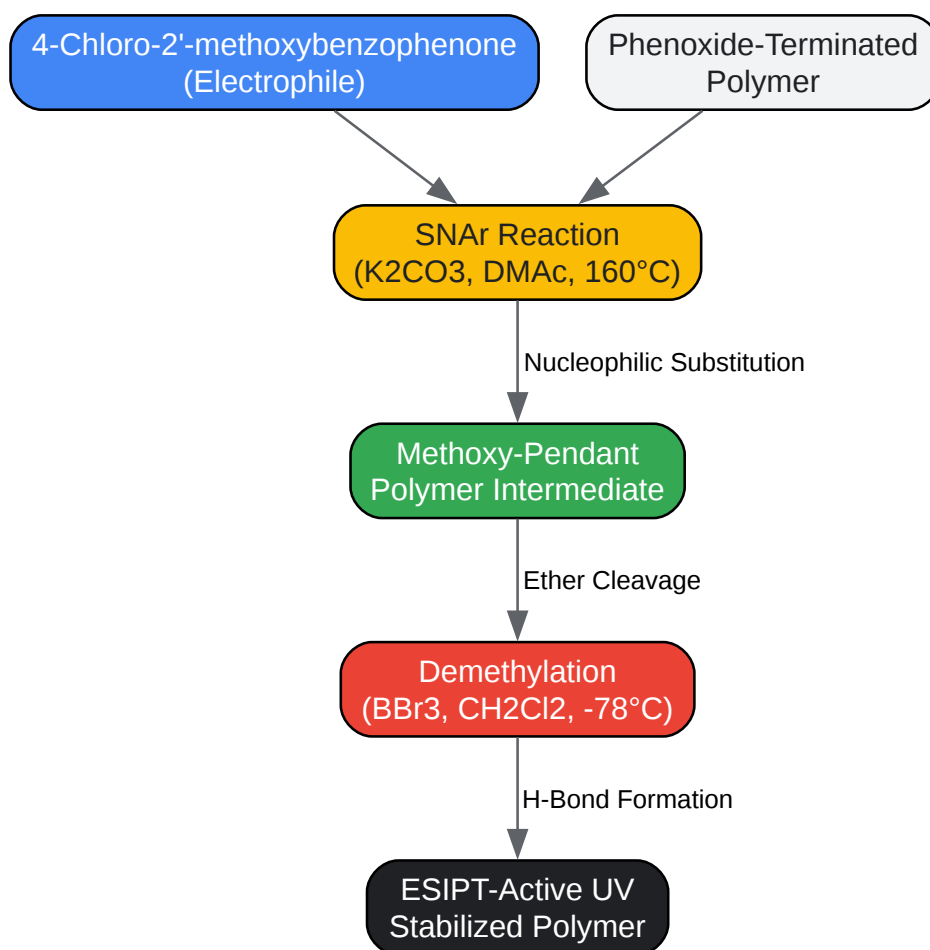 4-Chloro-2'-methoxybenzophenone
(Electrophile)
Phenoxide-Terminated
Polymer
SNAr Reaction
(K2CO3, DMAc, 160°C)
Nucleophilic Substitution
Methoxy-Pendant
Polymer Intermediate
Ether Cleavage
Demethylation
(BBr3, CH2Cl2, -78°C)
H-Bond Formation
ESIPT-Active UV
Stabilized Polymer